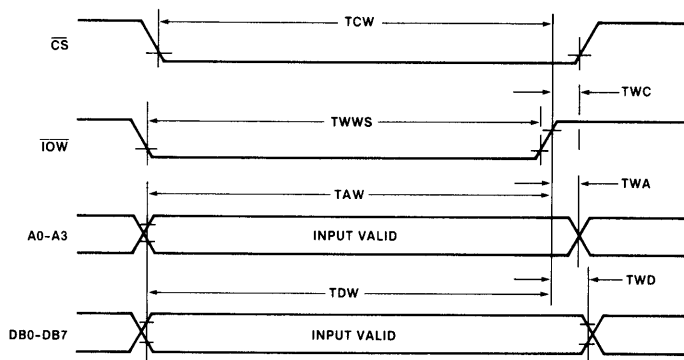 TCW
CS
TWC
TWWS
IOW
TWA
TAW
A0-A3
INPUT VALID
TWD
TDW
DB0-DB7
INPUT VALID